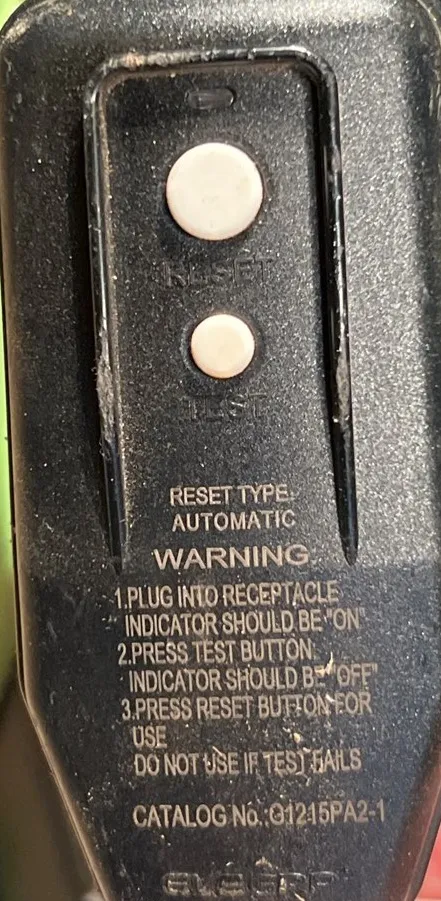 RESET
TEST
RESET TYPE:
AUTOMATIC
WARNING
1.PLUG INTO RECEPTACLE
INDICATOR SHOULD BE "ON"
2.PRESS TEST BUTTON
INDICATOR SHOULD BE "OFF"
3.PRESS RESET BUTTON FOR
USE
DO NOT USE IF TEST FAILS
CATALOG No.:G1215PA2-1